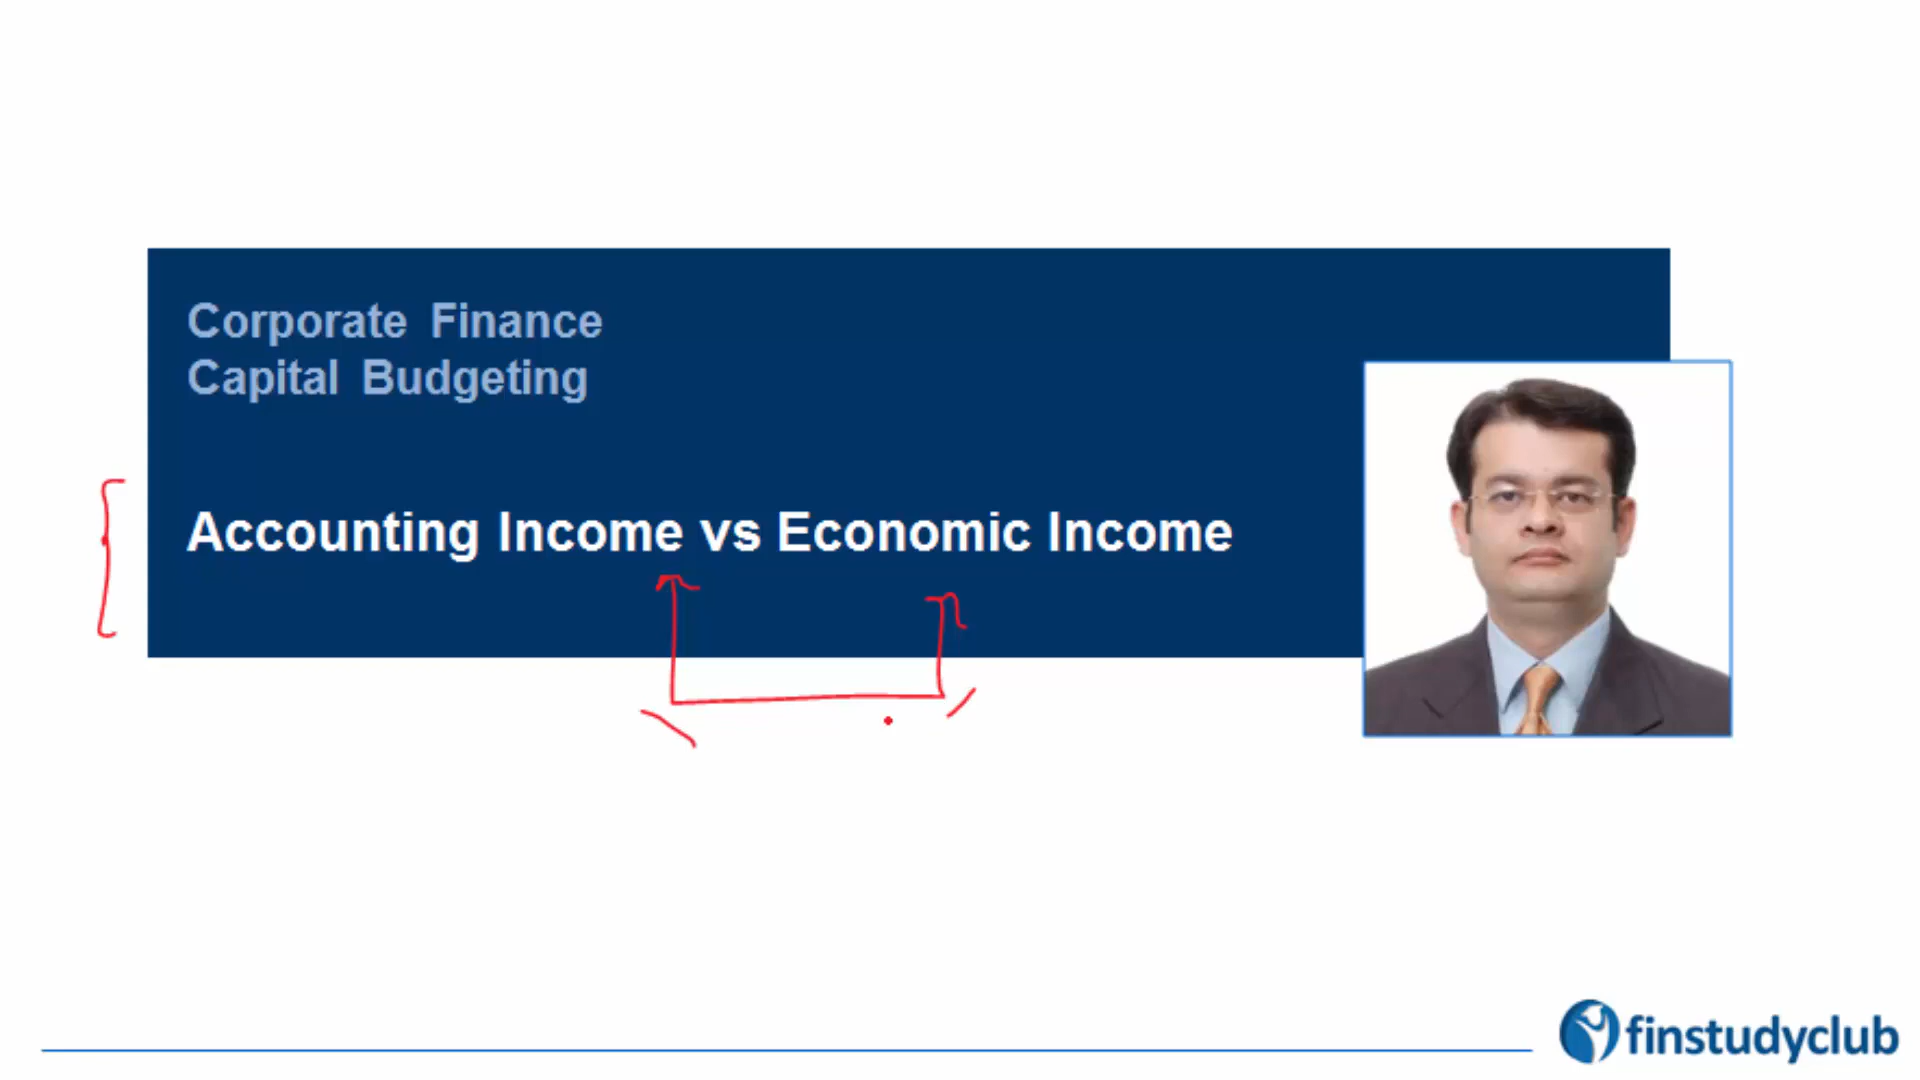 Corporate Finance
Capital Budgeting
Accounting Income vs Economic Income
finstudyclub